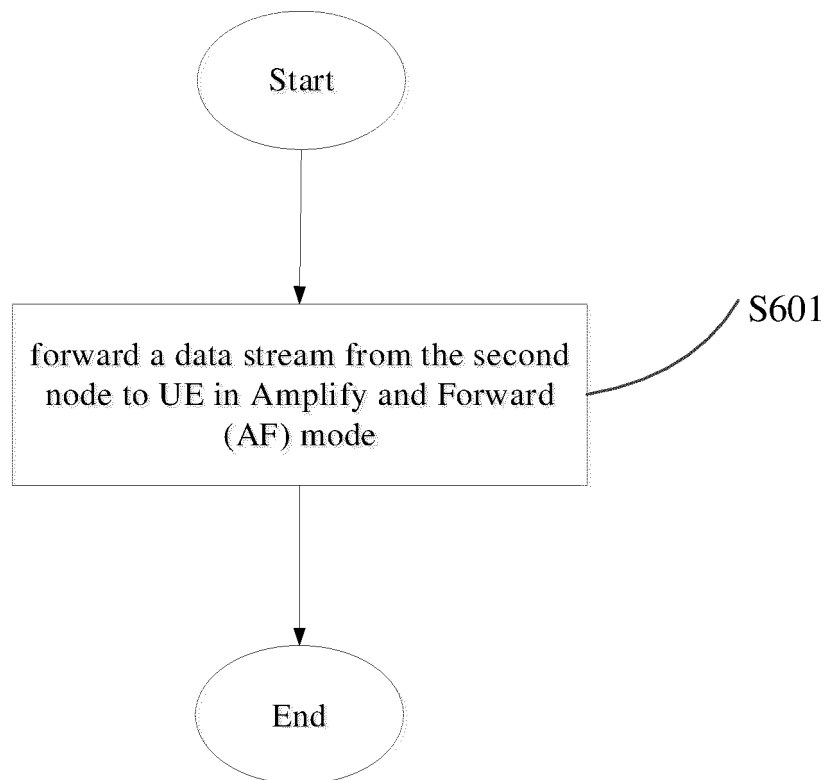 Start
S601
forward a data stream from the second
node to UE in Amplify and Forward
(AF) mode
End